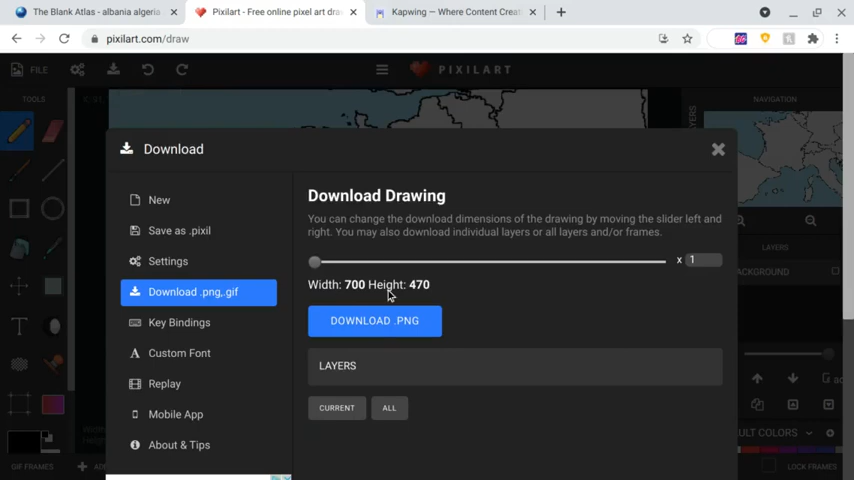 The Blank Atlas - albania algeria
Pixilart - Free online pixel art dra
Kapwing — Where Content Creat
pixilart.com/draw
FILE
PIXILART
TOOLS
LAYERS
NAVIGATION
Download
New
Save as .pixil
Settings
Download .png,.gif
Key Bindings
Custom Font
Replay
Mobile App
About & Tips
Download Drawing
You can change the download dimensions of the drawing by moving the slider left and
right. You may also download individual layers or all layers and/or frames.
x 1
Width: 700 Height: 470
DOWNLOAD .PNG
LAYERS
CURRENT
ALL
LAYERS
BACKGROUND
ULT COLORS
GIF FRAMES
LOCK FRAMES